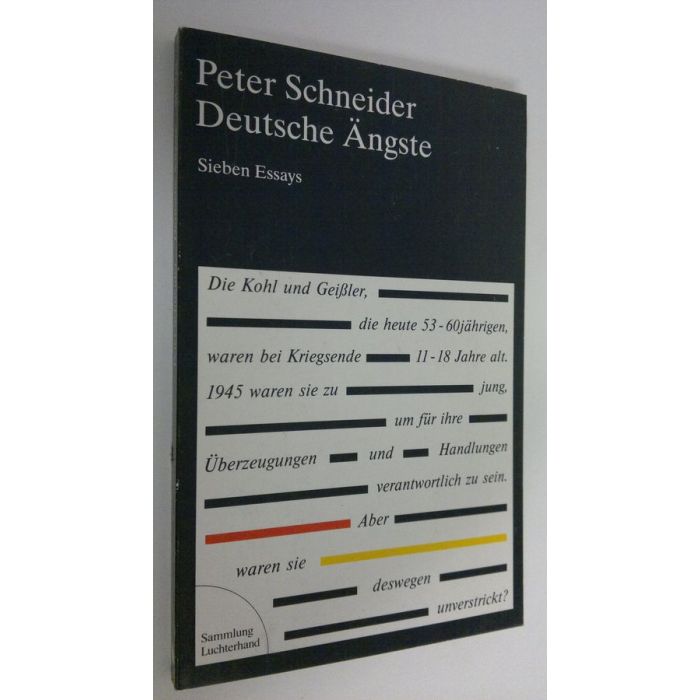 Peter Schneider
Deutsche Ängste
Sieben Essays
Die Kohl und Geißler,
die heute 53-60jährigen,
waren bei Kriegsende 11-18 Jahre alt.
1945 waren sie zu jung,
um für ihre
Überzeugungen und Handlungen
verantwortlich zu sein.
Aber
waren sie
deswegen
unverstrickt?
Sammlung
Luchterhand